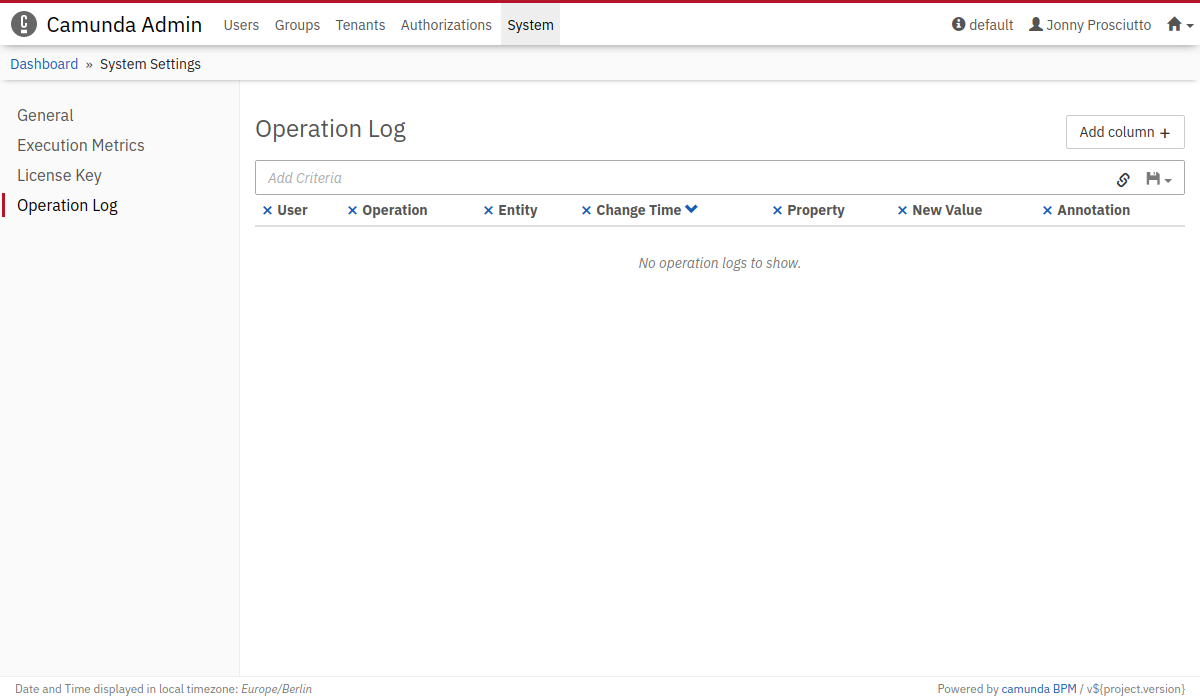 Camunda Admin Users Groups Tenants Authorizations System default Jonny Prosciutto
Dashboard » System Settings
General
Execution Metrics
License Key
Operation Log
Operation Log
Add column +
Add Criteria
× User × Operation × Entity × Change Time × Property × New Value × Annotation
No operation logs to show.
Date and Time displayed in local timezone: Europe/Berlin
Powered by camunda BPM / v${project.version}